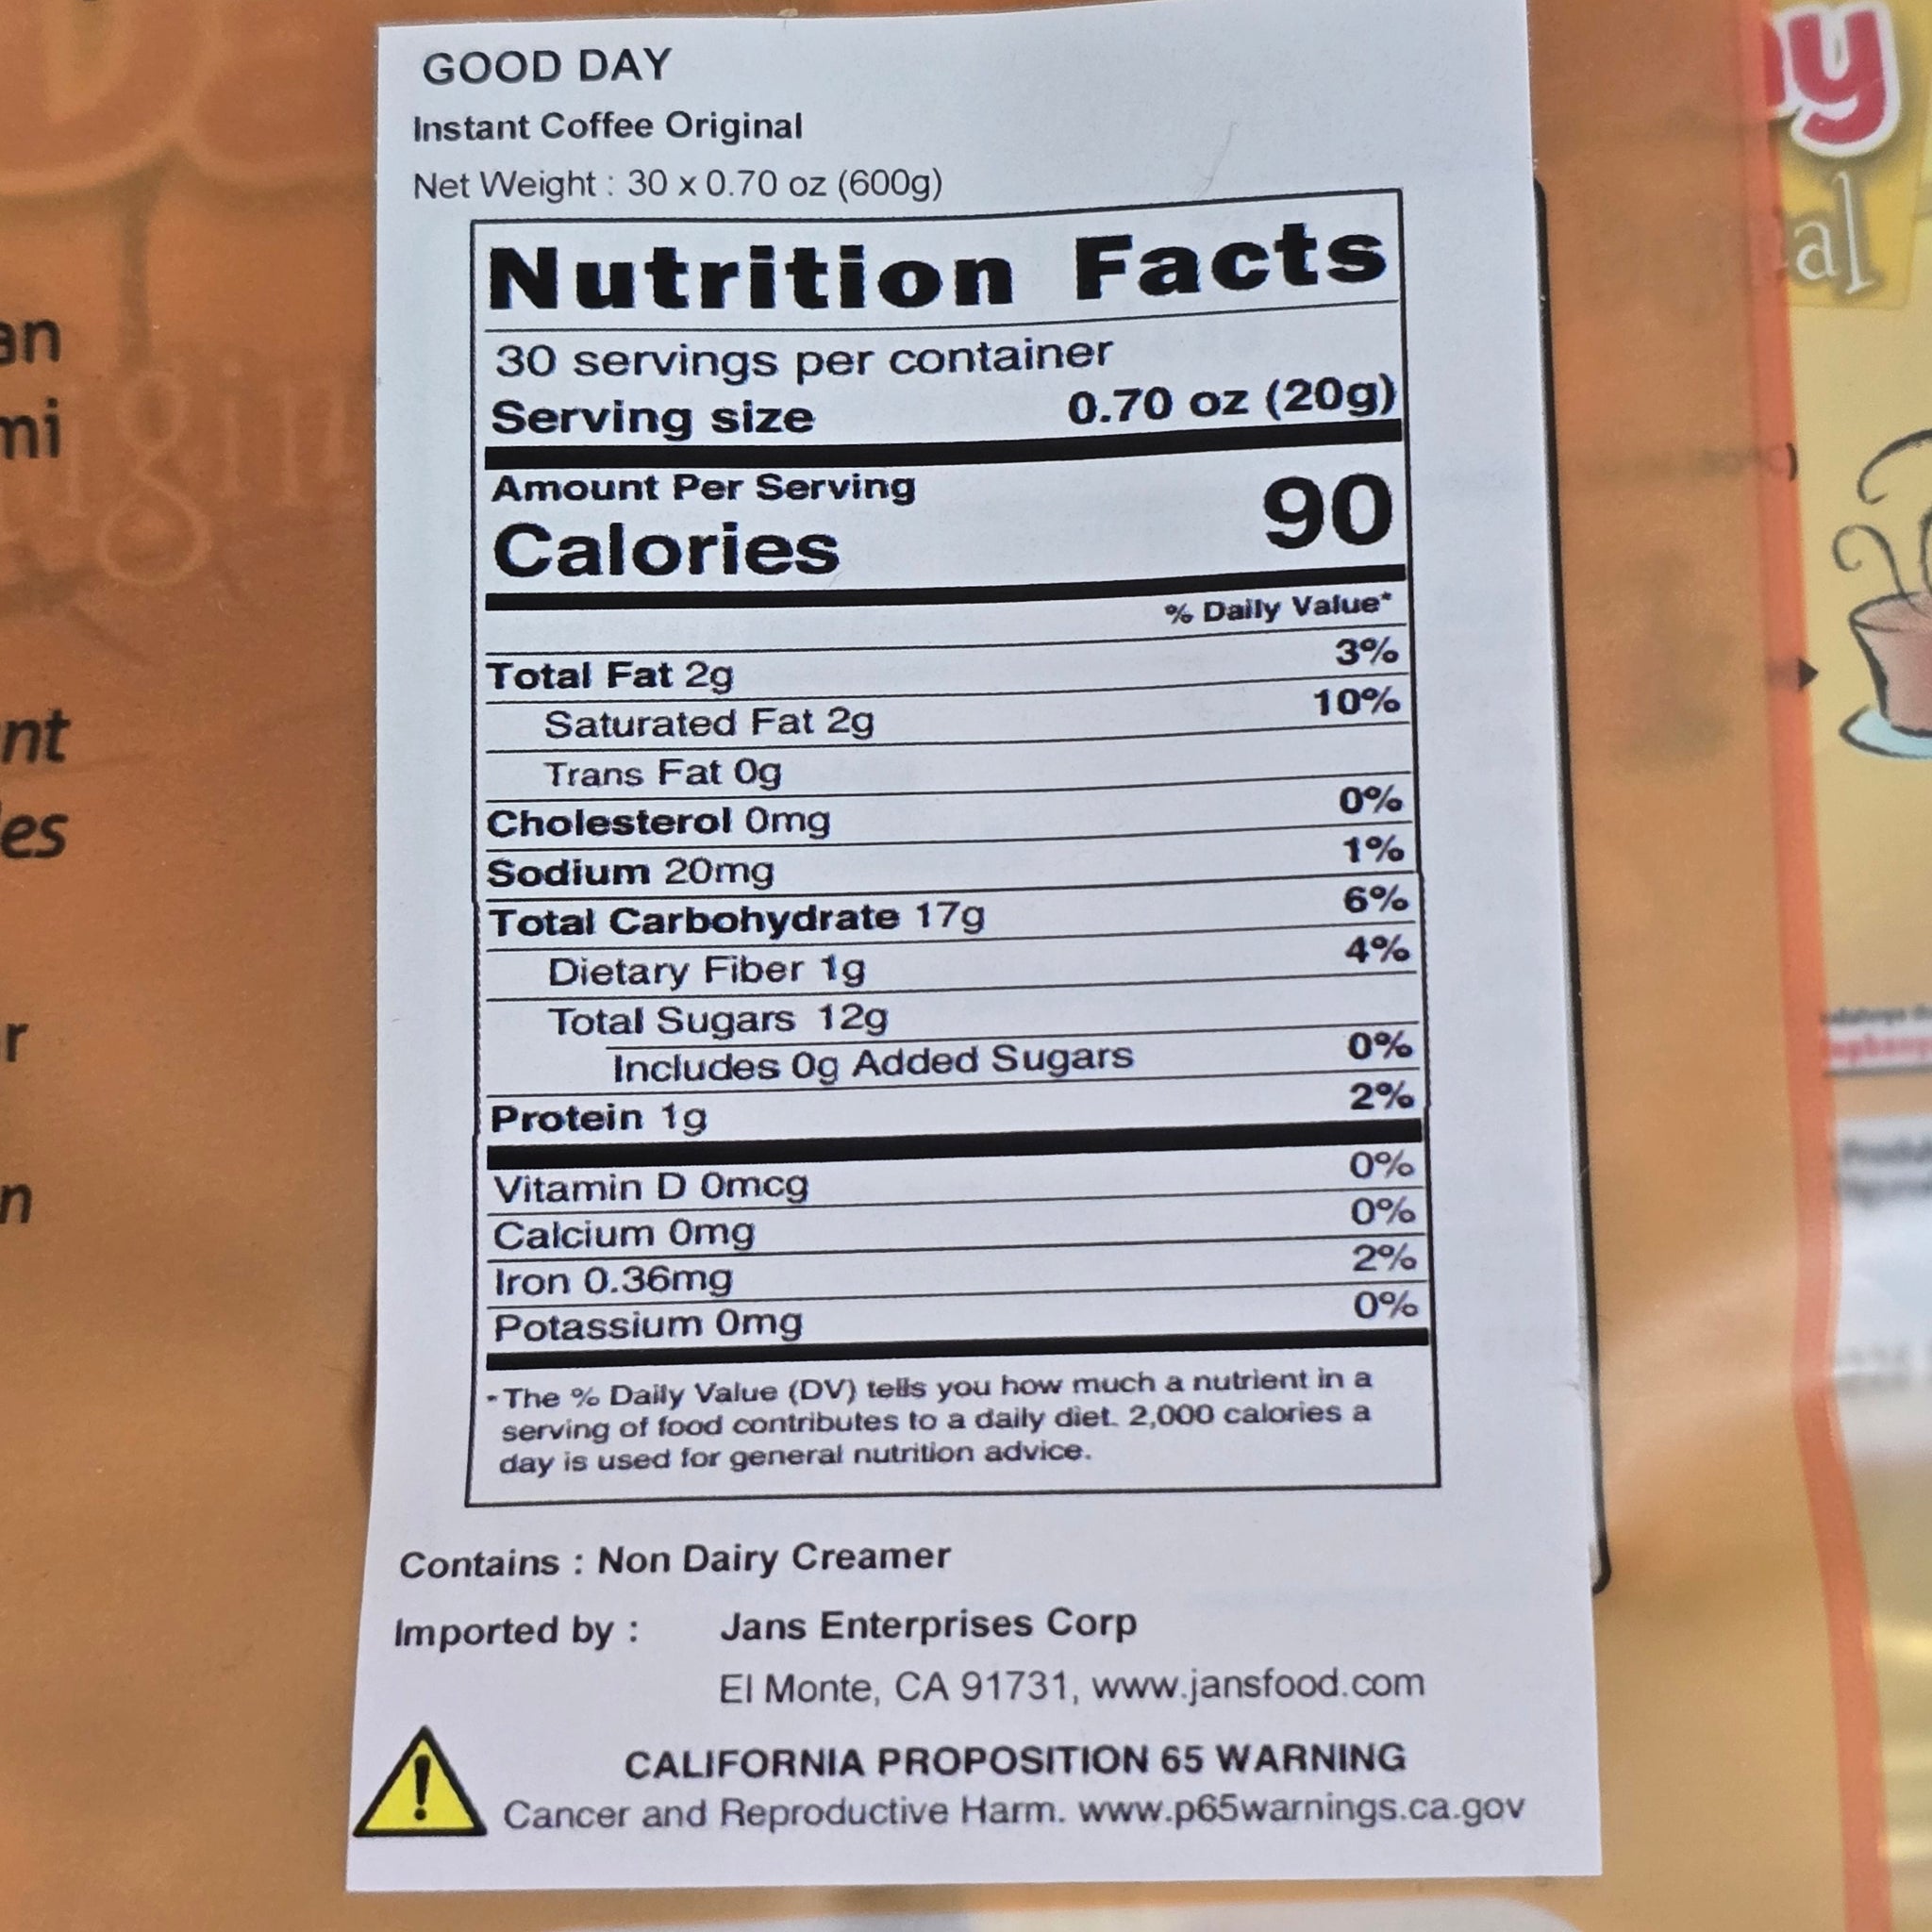 GOOD DAY
Instant Coffee Original
Net Weight : 30 x 0.70 oz (600g)
Nutrition Facts
30 servings per container
Serving size 0.70 oz (20g)
Amount Per Serving
Calories 90
% Daily Value*
Total Fat 2g 3%
Saturated Fat 2g 10%
Trans Fat 0g
Cholesterol 0mg 0%
Sodium 20mg 1%
Total Carbohydrate 17g 6%
Dietary Fiber 1g 4%
Total Sugars 12g
Includes 0g Added Sugars 0%
Protein 1g 2%
Vitamin D 0mcg 0%
Calcium 0mg 0%
Iron 0.36mg 2%
Potassium 0mg 0%
*The % Daily Value (DV) tells you how much a nutrient in a
serving of food contributes to a daily diet. 2,000 calories a
day is used for general nutrition advice.
Contains : Non Dairy Creamer
Imported by : Jans Enterprises Corp
El Monte, CA 91731, www.jansfood.com
CALIFORNIA PROPOSITION 65 WARNING
Cancer and Reproductive Harm. www.p65warnings.ca.gov